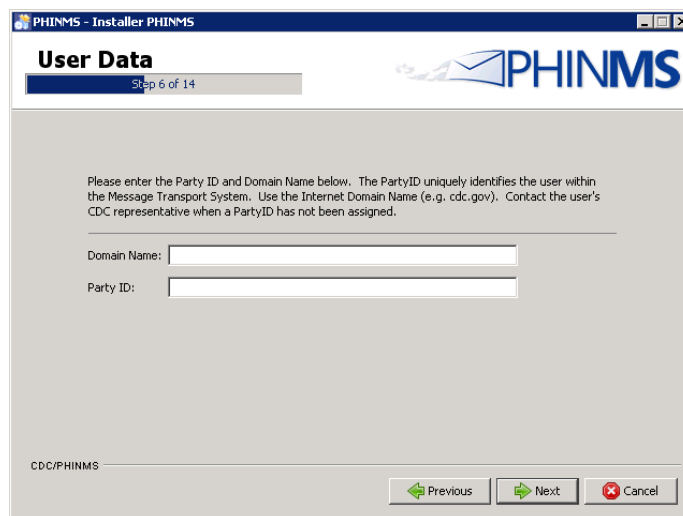 PHINMS - Installer PHINMS
User Data
Step 6 of 14
PHINMS
Please enter the Party ID and Domain Name below. The PartyID uniquely identifies the user within
the Message Transport System. Use the Internet Domain Name (e.g. cdc.gov). Contact the user's
CDC representative when a PartyID has not been assigned.
Domain Name:
Party ID:
CDC/PHINMS
Previous
Next
Cancel